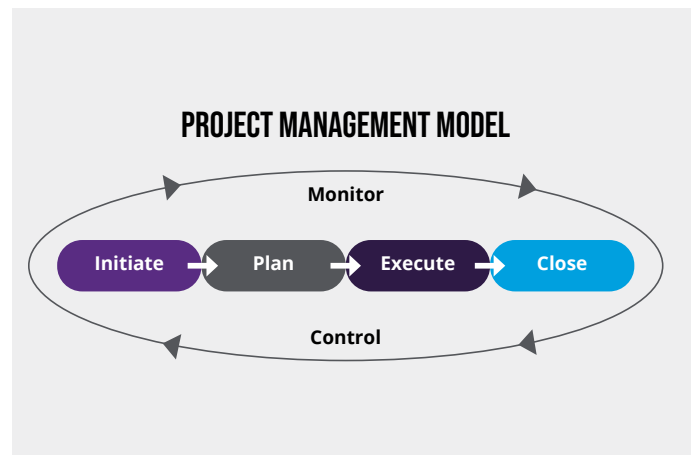 PROJECT MANAGEMENT MODEL
Monitor
Initiate Plan Execute Close
Control